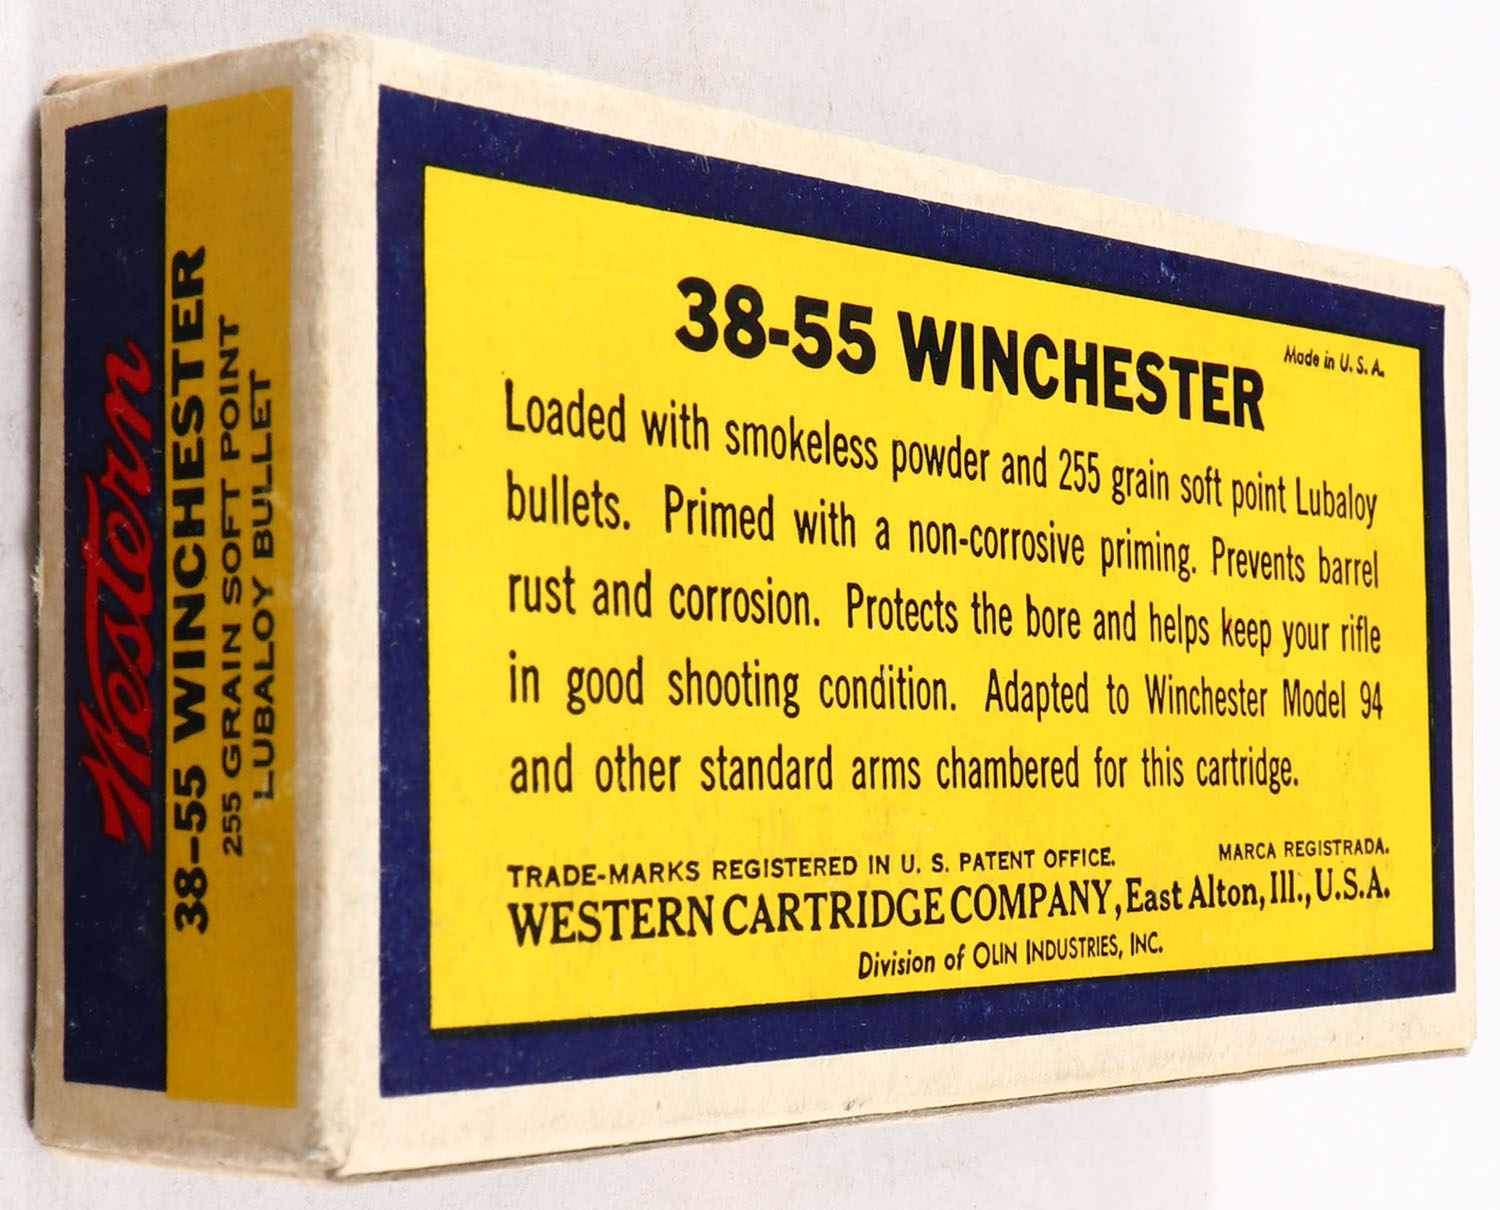 Western
38-55 WINCHESTER
255 GRAIN SOFT POINT
LUBALOY BULLET
38-55 WINCHESTER
Made in U. S. A.
Loaded with smokeless powder and 255 grain soft point Lubaloy
bullets. Primed with a non-corrosive priming. Prevents barrel
rust and corrosion. Protects the bore and helps keep your rifle
in good shooting condition. Adapted to Winchester Model 94
and other standard arms chambered for this cartridge.
TRADE-MARKS REGISTERED IN U. S. PATENT OFFICE. MARCA REGISTRADA.
WESTERN CARTRIDGE COMPANY, East Alton, Ill., U.S.A.
Division of OLIN INDUSTRIES, INC.